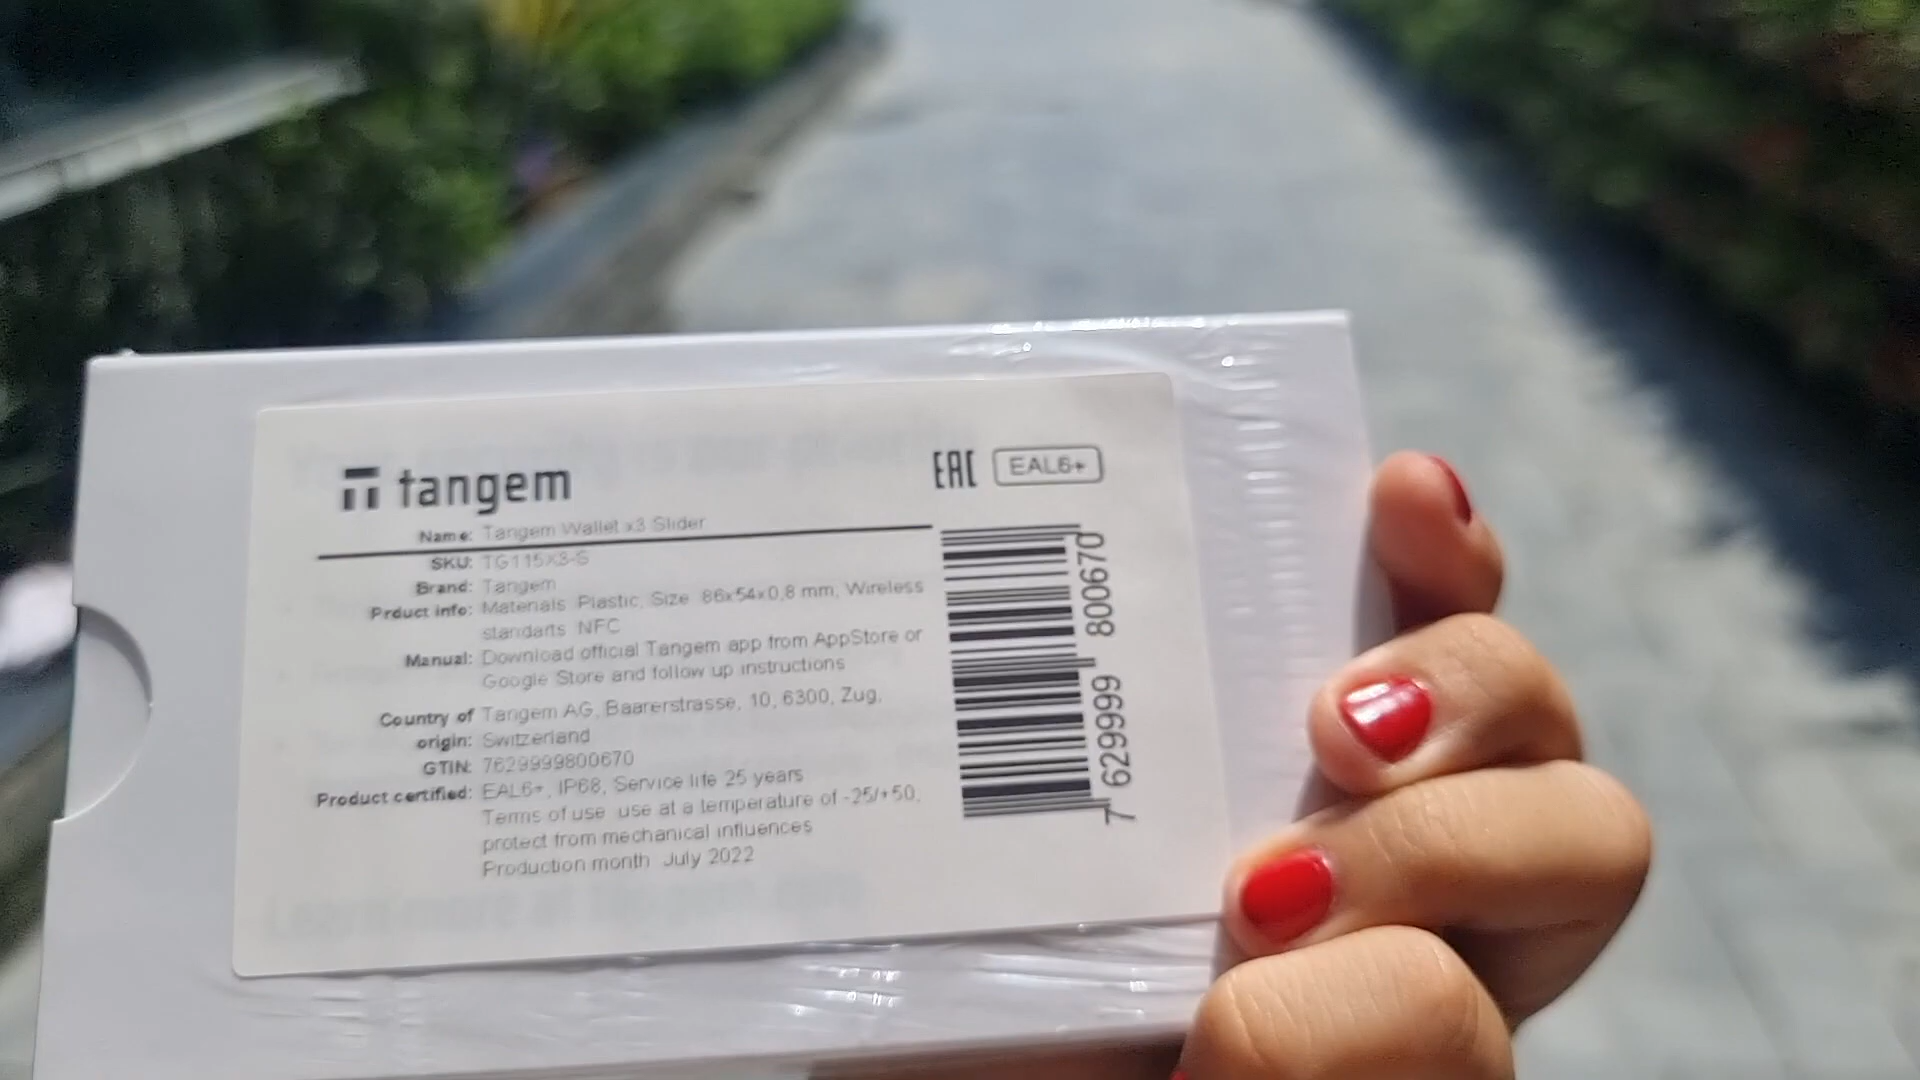 tangem
EAC EAL6+
Name: Tangem Wallet x3 Slider
SKU: TG115X3-S
Brand: Tangem
Prduct info: Materials Plastic, Size 86x54x0,8 mm, Wireless
standarts NFC
Manual: Download official Tangem app from AppStore or
Google Store and follow up instructions
Country of Tangem AG, Baarerstrasse, 10, 6300, Zug,
origin: Switzerland
GTIN: 7629999800670
Product certified: EAL6+, IP68, Service life 25 years
Terms of use use at a temperature of -25/+50,
protect from mechanical influences
Production month July 2022
7 629999 800670
Learn more at